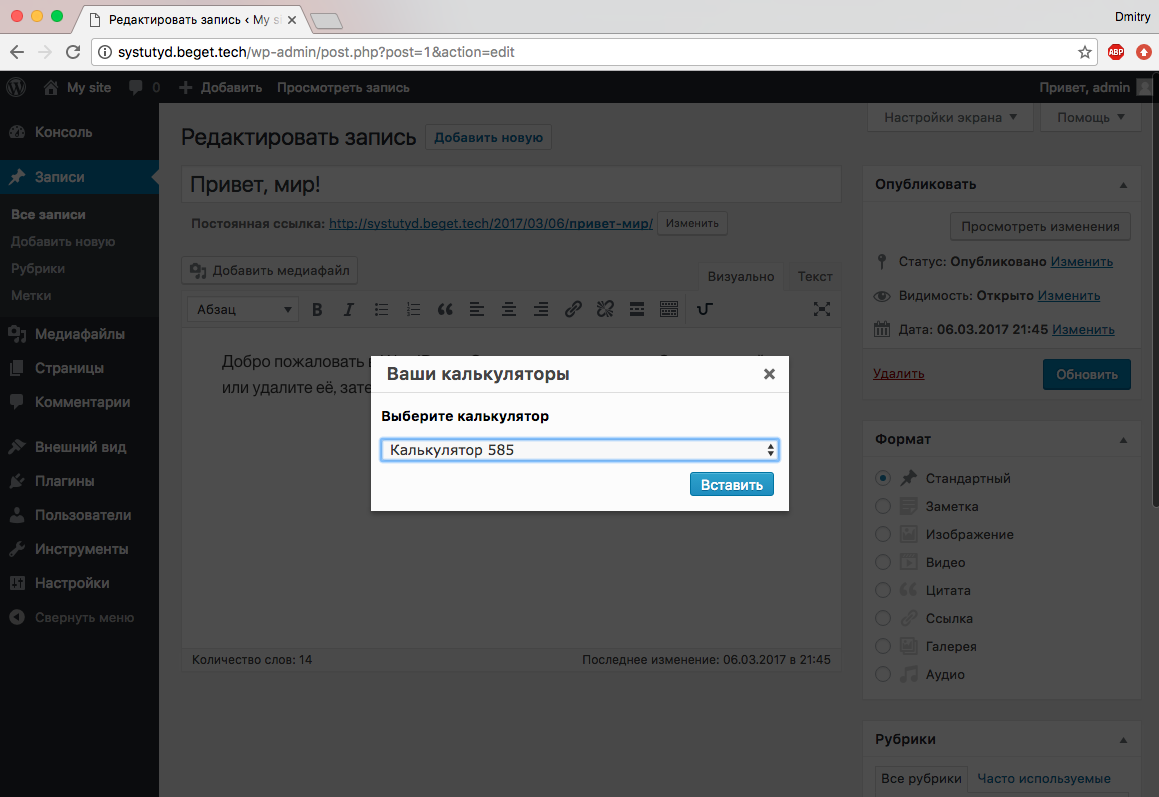 Редактировать запись ‹ My si
Dmitry
systutyd.beget.tech/wp-admin/post.php?post=1&action=edit
ABP
My site 0 Добавить Просмотреть запись Привет, admin
Настройки экрана Помощь
Консоль
Записи
Все записи
Добавить новую
Рубрики
Метки
Медиафайлы
Страницы
Комментарии
Внешний вид
Плагины
Пользователи
Инструменты
Настройки
Свернуть меню
Редактировать запись Добавить новую
Привет, мир!
Постоянная ссылка: http://systutyd.beget.tech/2017/03/06/привет-мир/ Изменить
Добавить медиафайл
Визуально Текст
Абзац
Добро пожаловать
или удалите её, зате
Ваши калькуляторы
Выберите калькулятор
Калькулятор 585
Вставить
Количество слов: 14
Последнее изменение: 06.03.2017 в 21:45
Опубликовать
Просмотреть изменения
Статус: Опубликовано Изменить
Видимость: Открыто Изменить
Дата: 06.03.2017 21:45 Изменить
Удалить
Обновить
Формат
Стандартный
Заметка
Изображение
Видео
Цитата
Ссылка
Галерея
Аудио
Рубрики
Все рубрики Часто используемые